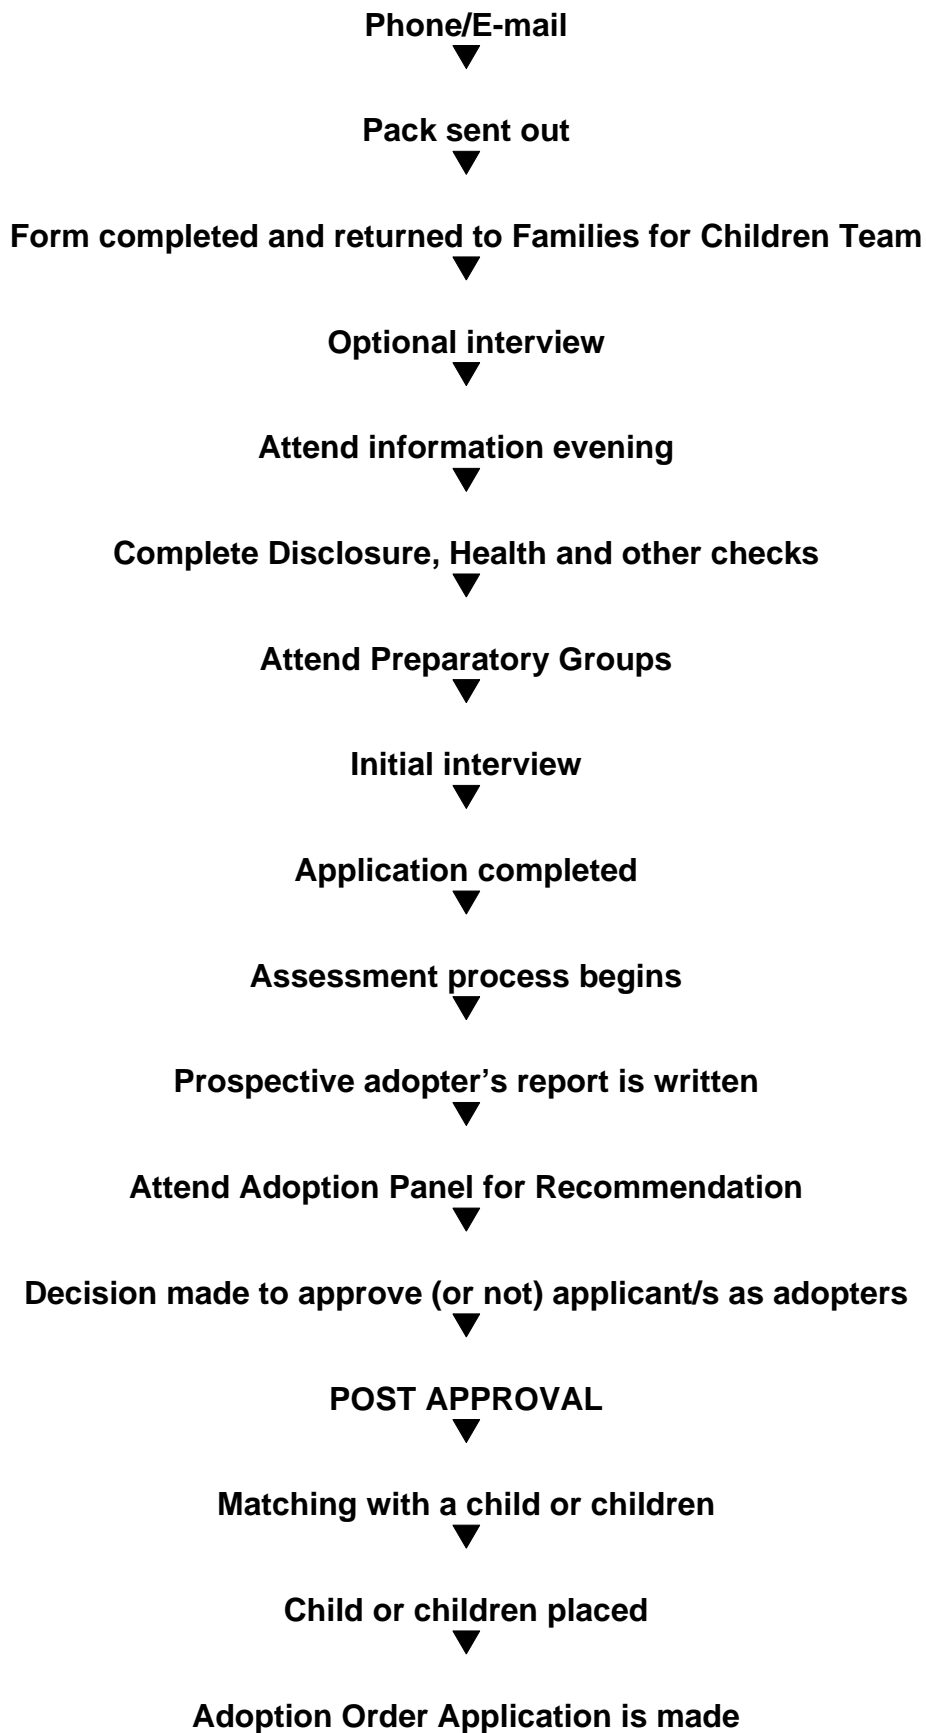 Phone/E-mail
Pack sent out
Form completed and returned to Families for Children Team
Optional interview
Attend information evening
Complete Disclosure, Health and other checks
Attend Preparatory Groups
Initial interview
Application completed
Assessment process begins
Prospective adopter’s report is written
Attend Adoption Panel for Recommendation
Decision made to approve (or not) applicant/s as adopters
POST APPROVAL
Matching with a child or children
Child or children placed
Adoption Order Application is made